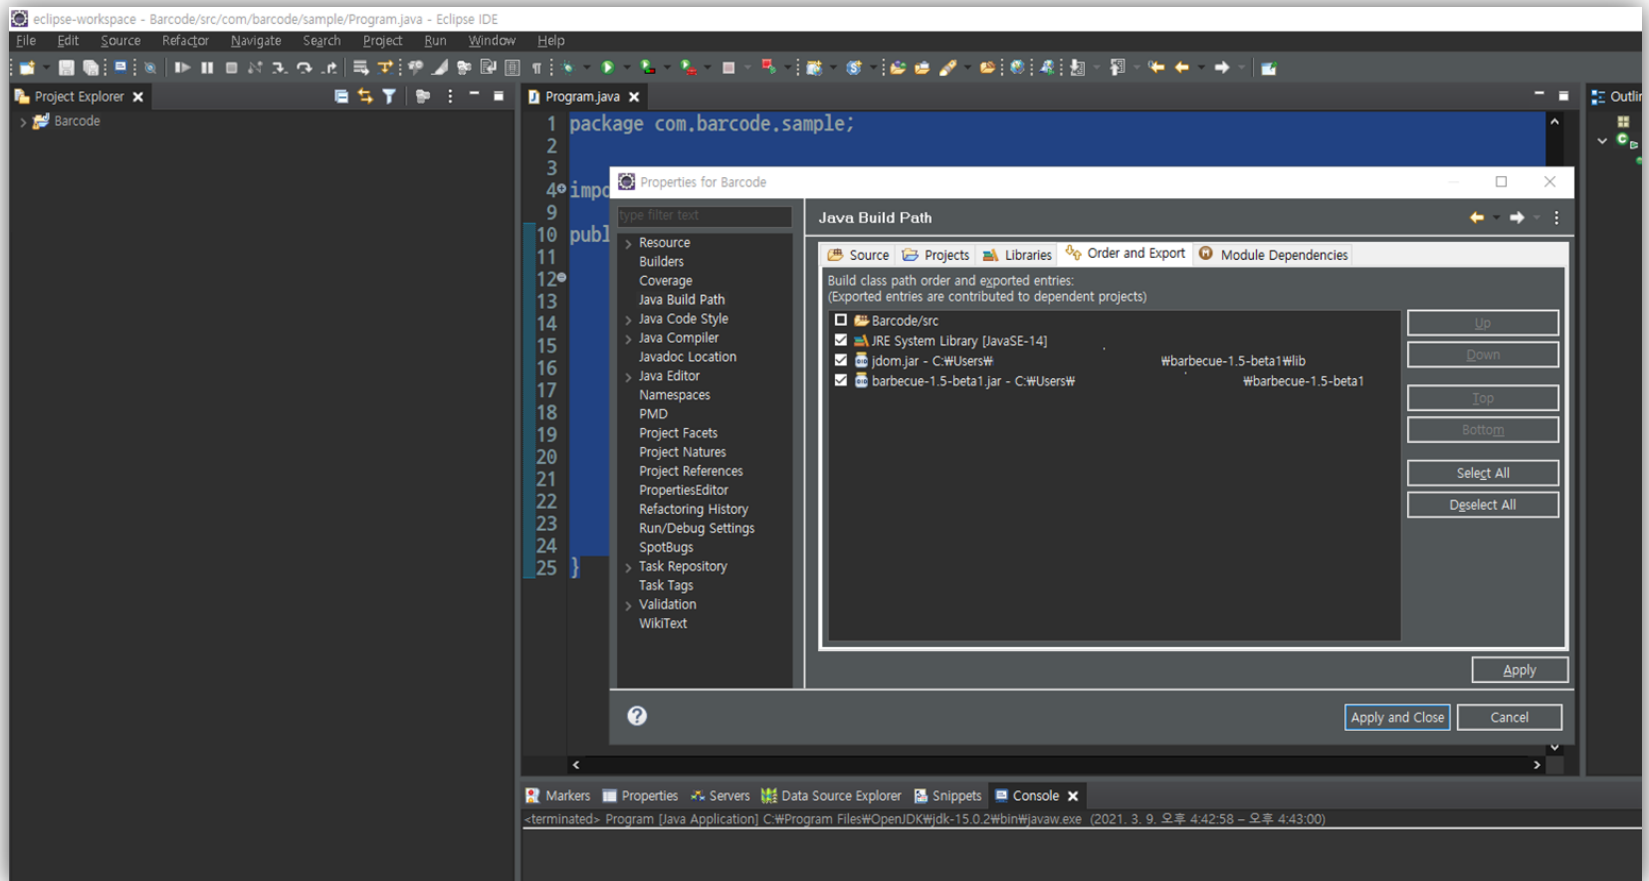 eclipse-workspace - Barcode/src/com/barcode/sample/Program.java - Eclipse IDE
File Edit Source Refactor Navigate Search Project Run Window Help
Project Explorer
Program.java
Outlin
Barcode
1 package com.barcode.sample;
2
3
4 impo
9
10 publ
11
12
13
14
15
16
17
18
19
20
21
22
23
24
25 }
Properties for Barcode
type filter text
Resource
Builders
Coverage
Java Build Path
Java Code Style
Java Compiler
Javadoc Location
Java Editor
Namespaces
PMD
Project Facets
Project Natures
Project References
PropertiesEditor
Refactoring History
Run/Debug Settings
SpotBugs
Task Repository
Task Tags
Validation
WikiText
Java Build Path
Source Projects Libraries Order and Export Module Dependencies
Build class path order and exported entries:
(Exported entries are contributed to dependent projects)
Barcode/src
JRE System Library [JavaSE-14]
jdom.jar - C:₩Users₩ ₩barbecue-1.5-beta1₩lib
barbecue-1.5-beta1.jar - C:₩Users₩ ₩barbecue-1.5-beta1
Up
Down
Top
Bottom
Select All
Deselect All
Apply
Apply and Close Cancel
Markers Properties Servers Data Source Explorer Snippets Console
<terminated> Program [Java Application] C:₩Program Files₩OpenJDK₩jdk-15.0.2₩bin₩javaw.exe (2021. 3. 9. 오후 4:42:58 – 오후 4:43:00)